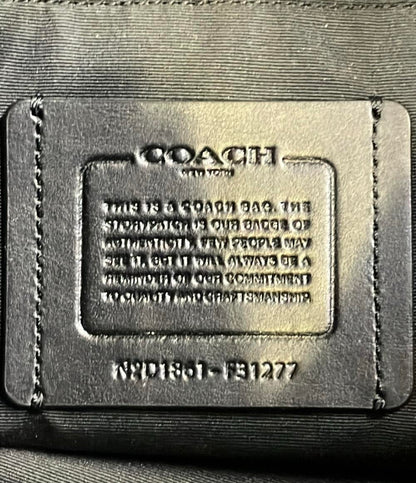 COACH
NEW YORK
THIS IS A COACH BAG. THE
STORYPATCH IS OUR BADGE OF
AUTHENTICITY. FEW PEOPLE MAY
SEE IT, BUT IT WILL ALWAYS BE A
REMINDER OF OUR COMMITMENT
TO QUALITY AND CRAFTSMANSHIP.
F31277